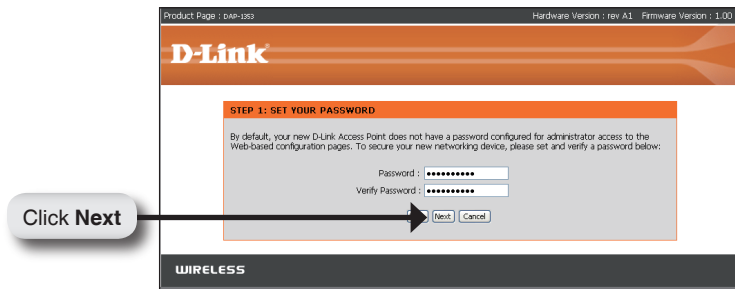 Product Page : DAP-1353 Hardware Version : rev A1 Firmware Version : 1.00
D-Link
STEP 1: SET YOUR PASSWORD
By default, your new D-Link Access Point does not have a password configured for administrator access to the
Web-based configuration pages. To secure your new networking device, please set and verify a password below:
Password : ••••••••••
Verify Password : ••••••••••
Click Next
Next Cancel
WIRELESS